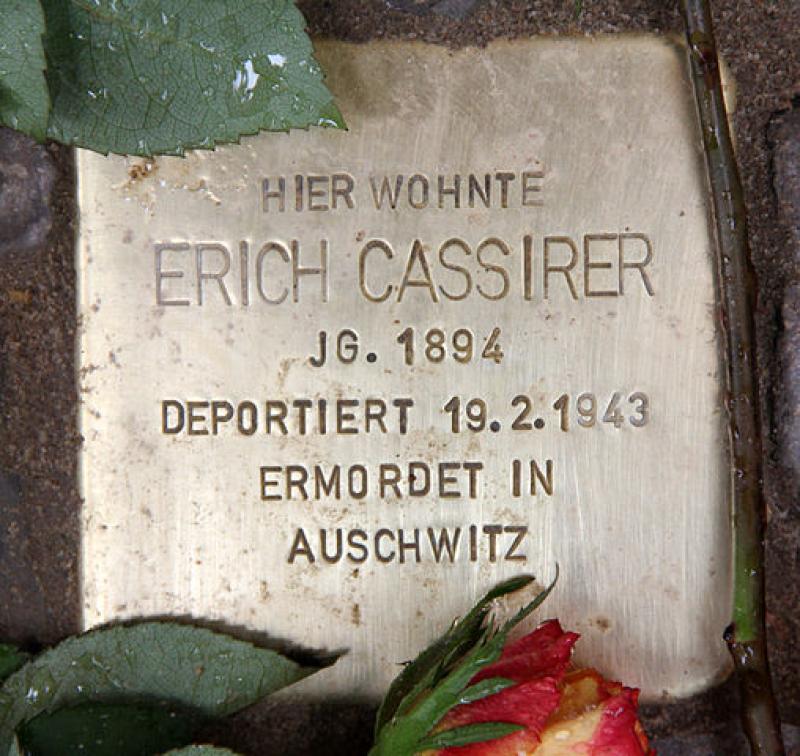 HIER WOHNTE
ERICH CASSIRER
JG. 1894
DEPORTIERT 19.2.1943
ERMORDET IN
AUSCHWITZ